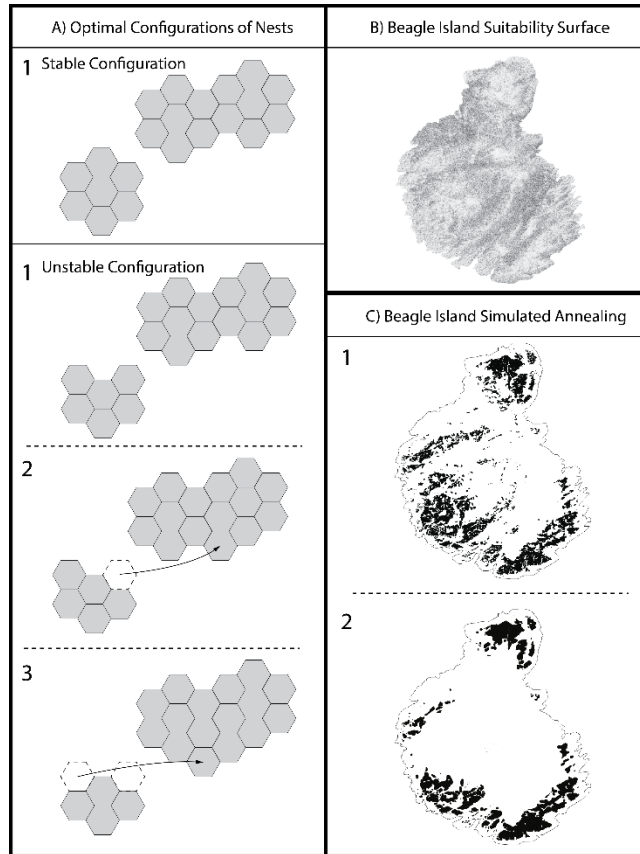 A) Optimal Configurations of Nests
1 Stable Configuration
1 Unstable Configuration
2
3
B) Beagle Island Suitability Surface
C) Beagle Island Simulated Annealing
1
2